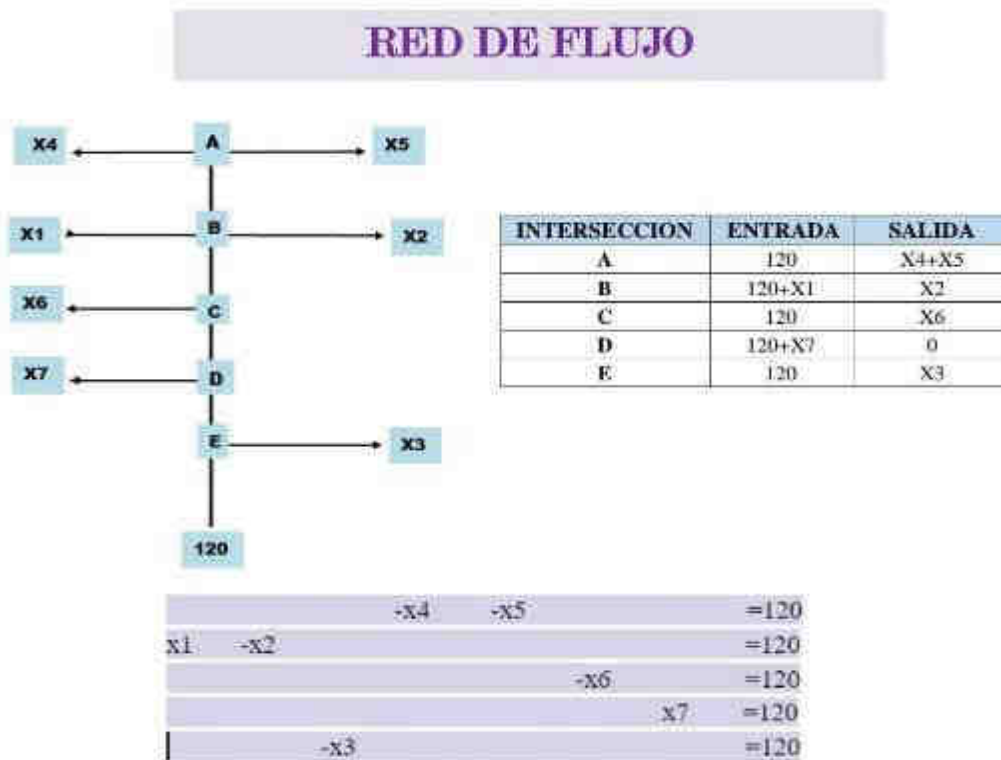 RED DE FLUJO
X4 A X5
X1 B X2
X6 C
X7 D
E X3
120
INTERSECCION ENTRADA SALIDA
A 120 X4+X5
B 120+X1 X2
C 120 X6
D 120+X7 0
E 120 X3
-x4 -x5 =120
x1 -x2 =120
-x6 =120
x7 =120
-x3 =120